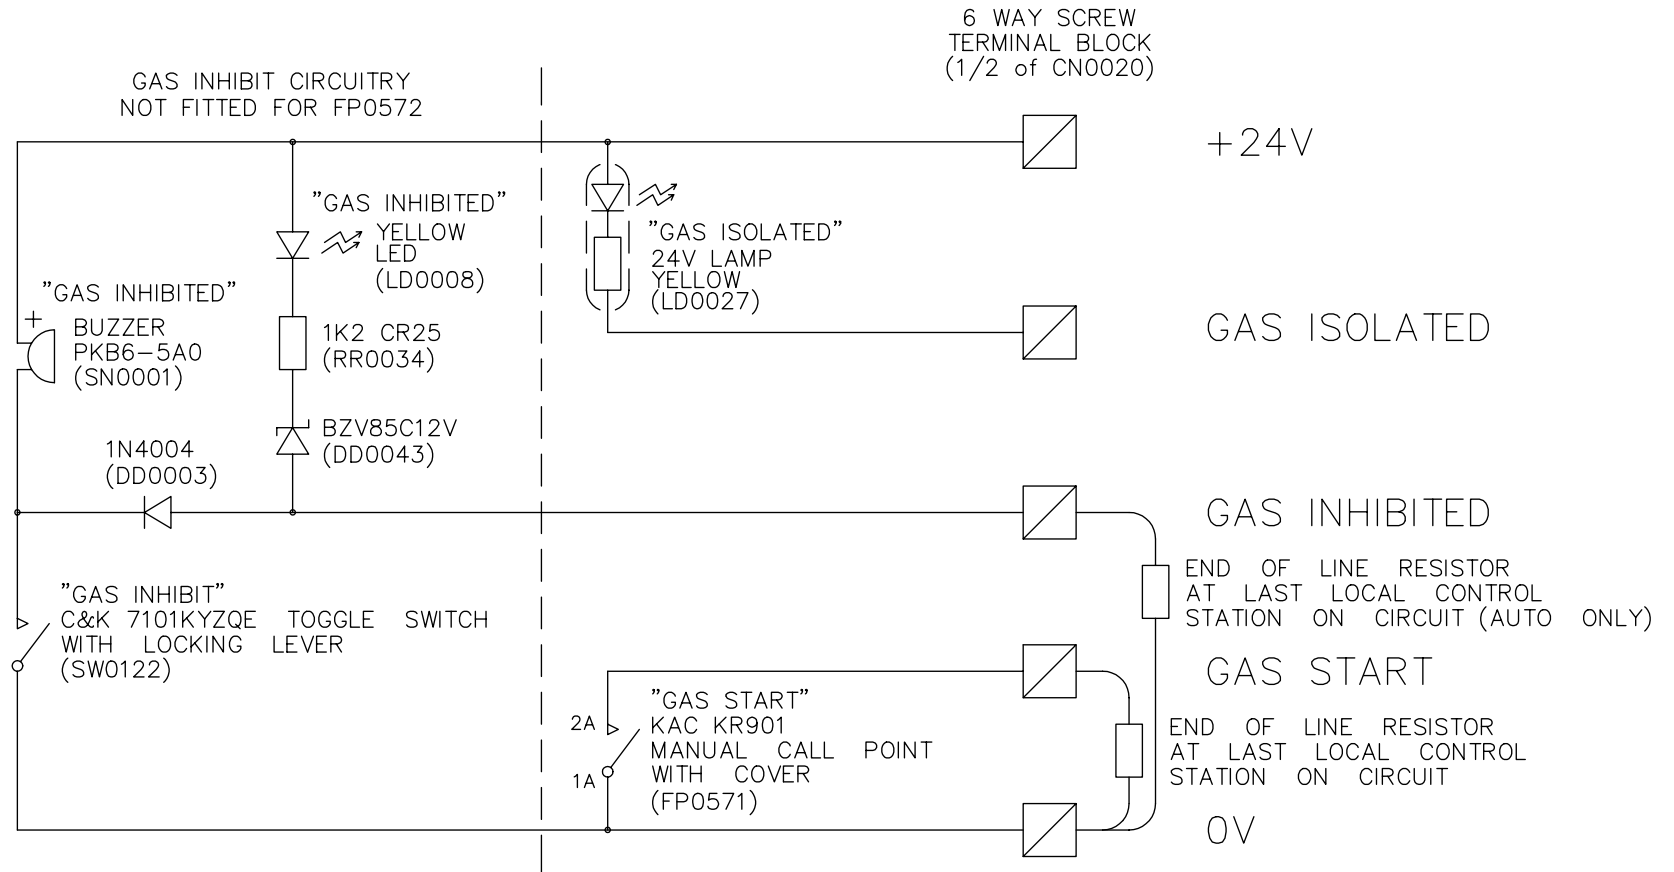 6 WAY SCREW
TERMINAL BLOCK
(1/2 of CN0020)
GAS INHIBIT CIRCUITRY
NOT FITTED FOR FP0572
+24V
"GAS INHIBITED"
YELLOW
LED
(LD0008)
"GAS ISOLATED"
24V LAMP
YELLOW
(LD0027)
"GAS INHIBITED"
+
BUZZER
PKB6-5A0
(SN0001)
1K2 CR25
(RR0034)
GAS ISOLATED
BZV85C12V
(DD0043)
1N4004
(DD0003)
GAS INHIBITED
END OF LINE RESISTOR
AT LAST LOCAL CONTROL
STATION ON CIRCUIT (AUTO ONLY)
"GAS INHIBIT"
C&K 7101KYZQE TOGGLE SWITCH
WITH LOCKING LEVER
(SW0122)
GAS START
2A
1A
"GAS START"
KAC KR901
MANUAL CALL POINT
WITH COVER
(FP0571)
END OF LINE RESISTOR
AT LAST LOCAL CONTROL
STATION ON CIRCUIT
0V